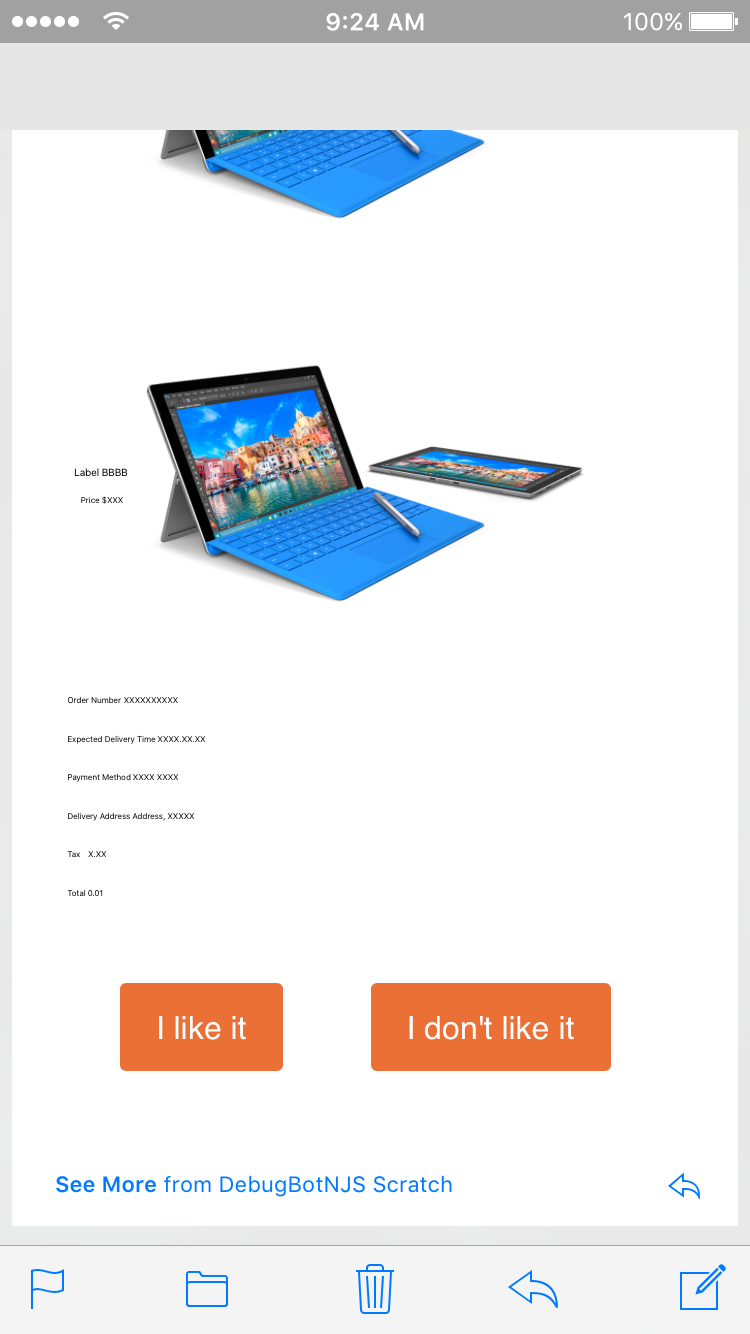 9:24 AM
100%
Label BBBB
Price $XXX
Order Number XXXXXXXXXX
Expected Delivery Time XXXX.XX.XX
Payment Method XXXX XXXX
Delivery Address Address, XXXXX
Tax X.XX
Total 0.01
I like it
I don't like it
See More from DebugBotNJS Scratch